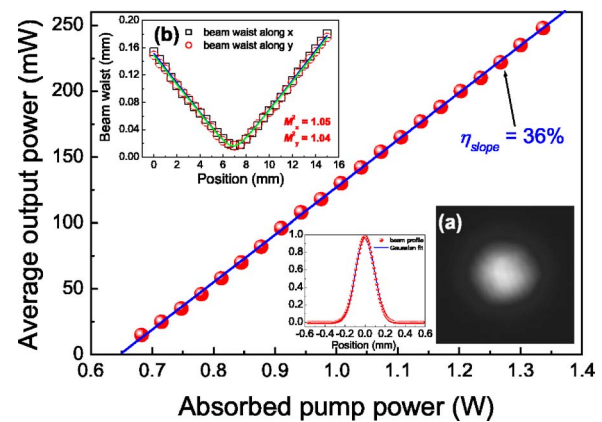 250
200
150
100
50
0
Average output power (mW)
0.6 0.7 0.8 0.9 1.0 1.1 1.2 1.3 1.4
Absorbed pump power (W)
(b)
beam waist along x
beam waist along y
0.20
0.16
0.12
0.08
0.04
0.00
Beam waist (mm)
M²x = 1.05
M²y = 1.04
0 2 4 6 8 10 12 14 16
Position (mm)
ηslope = 36%
beam profile
Gaussian fit
1.0
0.8
0.6
0.4
0.2
0.0
-0.6 -0.4 -0.2 0.0 0.2 0.4 0.6
Position (mm)
(a)